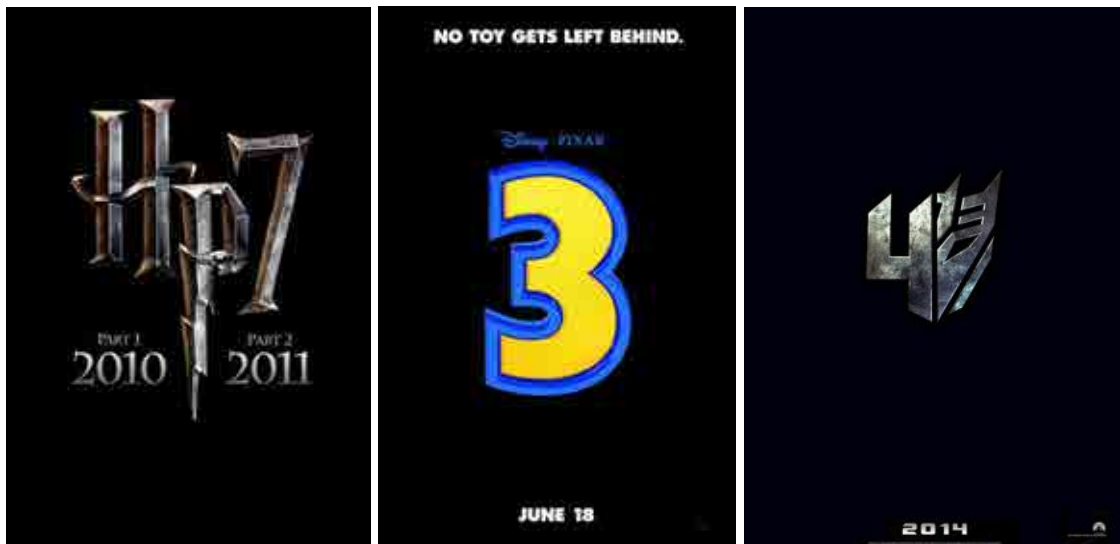 HP7
PART 1
2010
PART 2
2011
NO TOY GETS LEFT BEHIND.
Disney · PIXAR
3
JUNE 18
4
2014